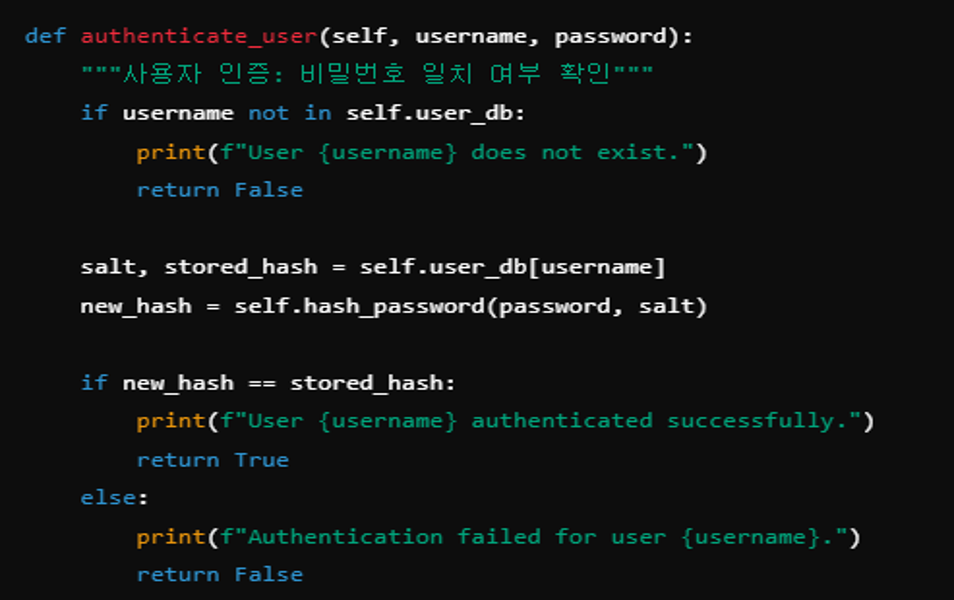 def authenticate_user(self, username, password):
    """사용자 인증: 비밀번호 일치 여부 확인"""
    if username not in self.user_db:
        print(f"User {username} does not exist.")
        return False

    salt, stored_hash = self.user_db[username]
    new_hash = self.hash_password(password, salt)

    if new_hash == stored_hash:
        print(f"User {username} authenticated successfully.")
        return True
    else:
        print(f"Authentication failed for user {username}.")
        return False